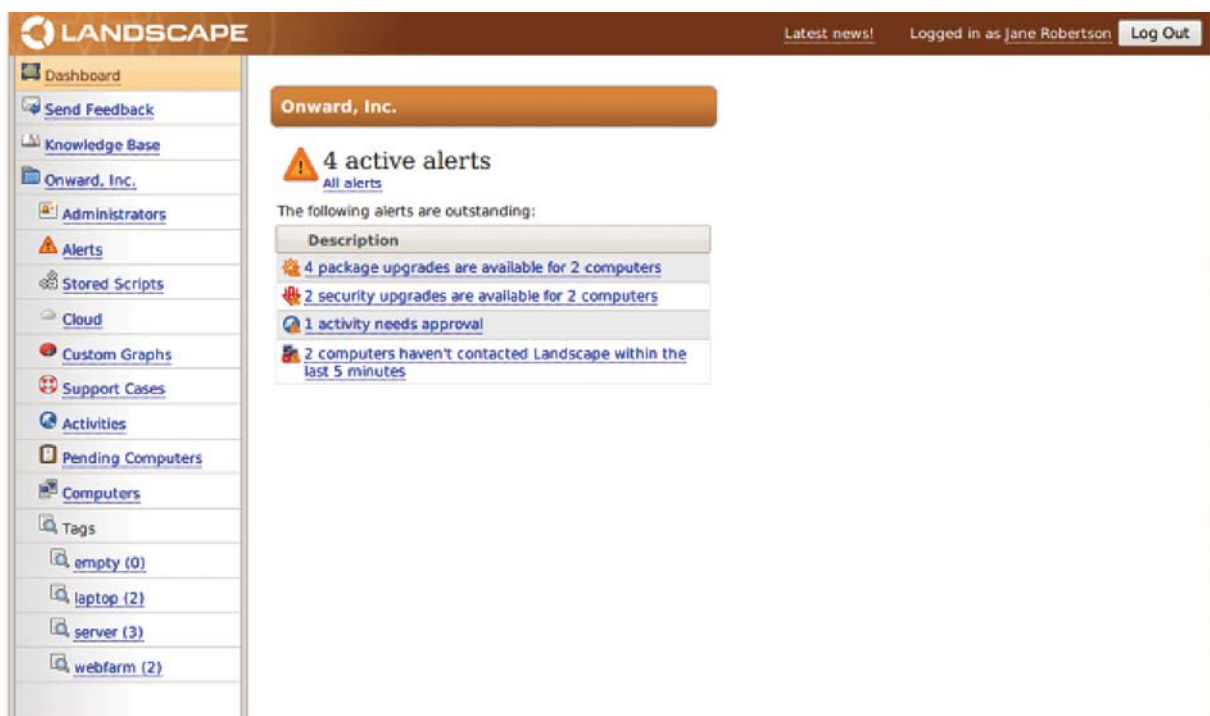 LANDSCAPE
Latest news! Logged in as Jane Robertson Log Out
Dashboard
Send Feedback
Knowledge Base
Onward, Inc.
Administrators
Alerts
Stored Scripts
Cloud
Custom Graphs
Support Cases
Activities
Pending Computers
Computers
Tags
empty (0)
laptop (2)
server (3)
webfarm (2)
Onward, Inc.
4 active alerts
All alerts
The following alerts are outstanding:
Description
4 package upgrades are available for 2 computers
2 security upgrades are available for 2 computers
1 activity needs approval
2 computers haven't contacted Landscape within the
last 5 minutes